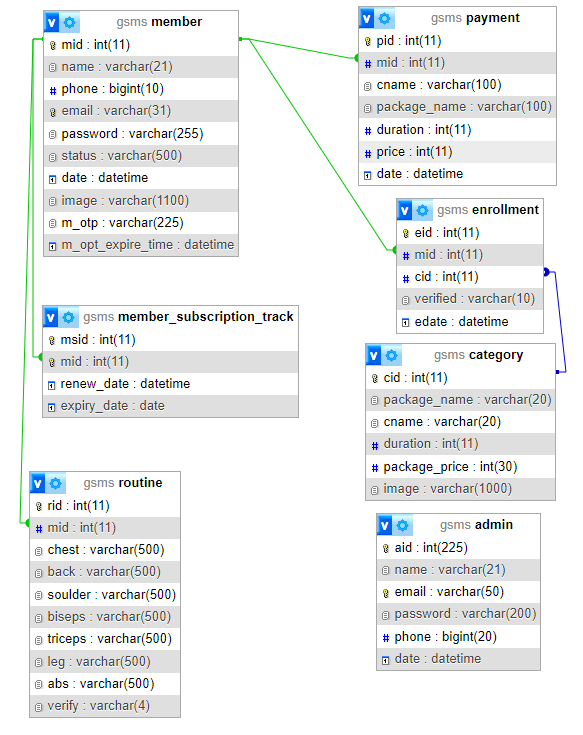 v gsms member
mid : int(11)
name : varchar(21)
# phone : bigint(10)
email : varchar(31)
password : varchar(255)
status : varchar(500)
date : datetime
image : varchar(1100)
m_otp : varchar(225)
m_opt_expire_time : datetime
v gsms payment
pid : int(11)
# mid : int(11)
cname : varchar(100)
package_name : varchar(100)
# duration : int(11)
# price : int(11)
date : datetime
v gsms enrollment
eid : int(11)
# mid : int(11)
# cid : int(11)
verified : varchar(10)
edate : datetime
v gsms member_subscription_track
msid : int(11)
mid : int(11)
renew_date : datetime
expiry_date : date
v gsms category
cid : int(11)
package_name : varchar(20)
cname : varchar(20)
# duration : int(11)
# package_price : int(30)
image : varchar(1000)
v gsms routine
rid : int(11)
# mid : int(11)
chest : varchar(500)
back : varchar(500)
soulder : varchar(500)
biseps : varchar(500)
triceps : varchar(500)
leg : varchar(500)
abs : varchar(500)
verify : varchar(4)
v gsms admin
aid : int(225)
name : varchar(21)
email : varchar(50)
password : varchar(200)
# phone : bigint(20)
date : datetime